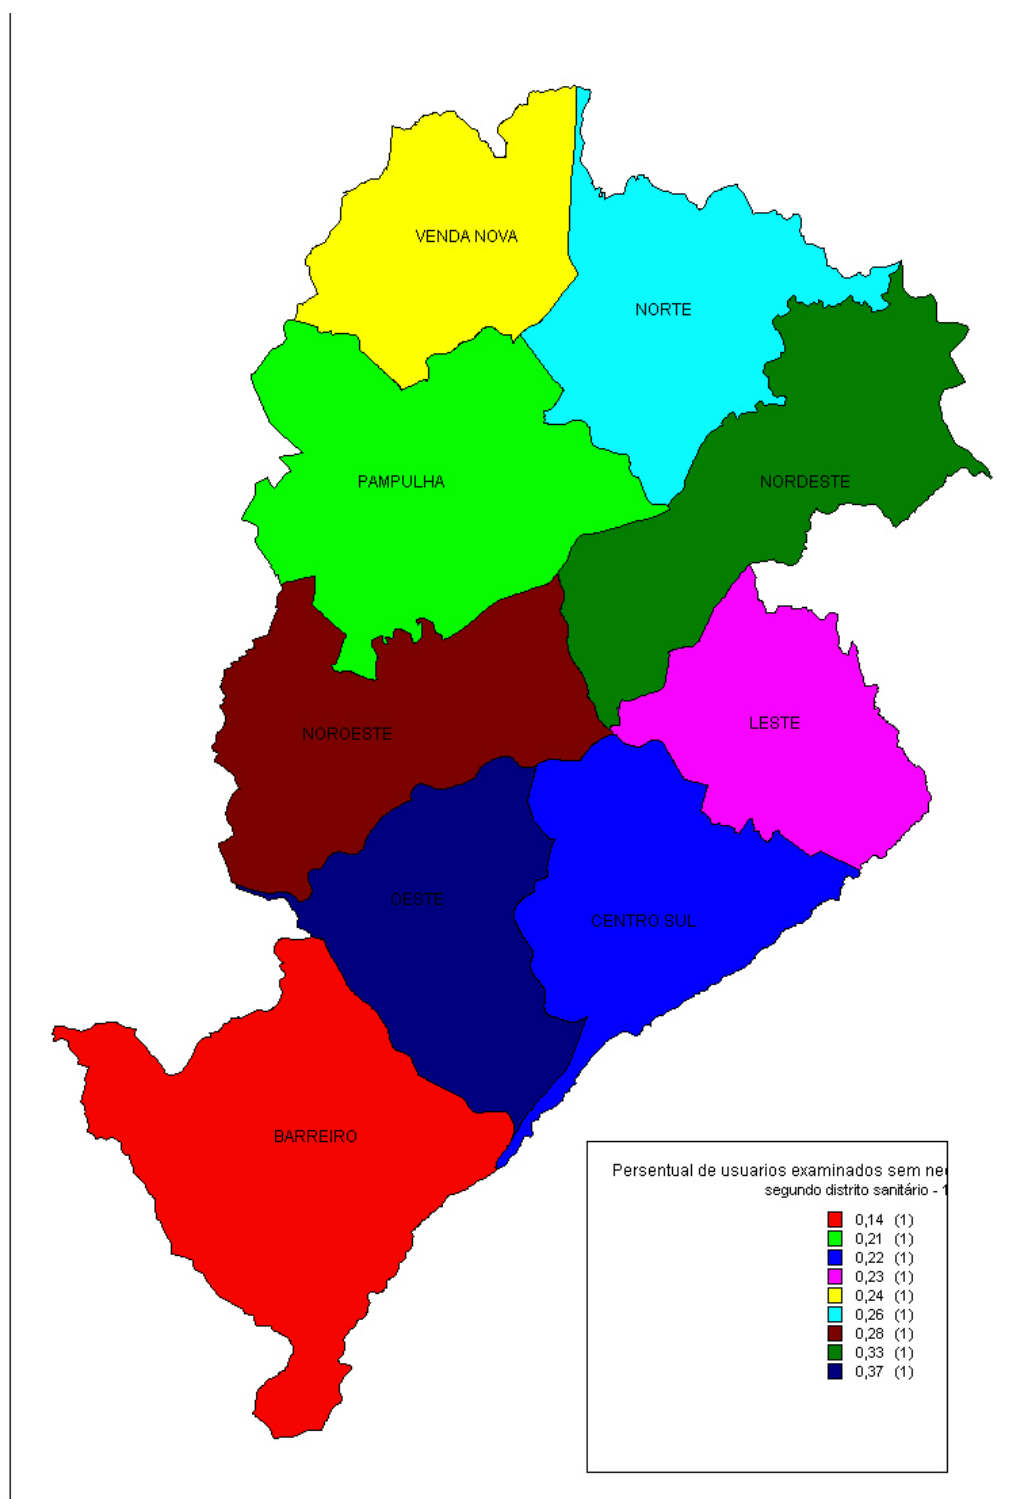 VENDA NOVA
NORTE
PAMPULHA
NORDESTE
LESTE
NOROESTE
OESTE
CENTRO SUL
BARREIRO
Persentual de usuarios examinados sem
segundo distrito sanitário - 1
0,14 (1)
0,21 (1)
0,22 (1)
0,23 (1)
0,24 (1)
0,26 (1)
0,28 (1)
0,33 (1)
0,37 (1)